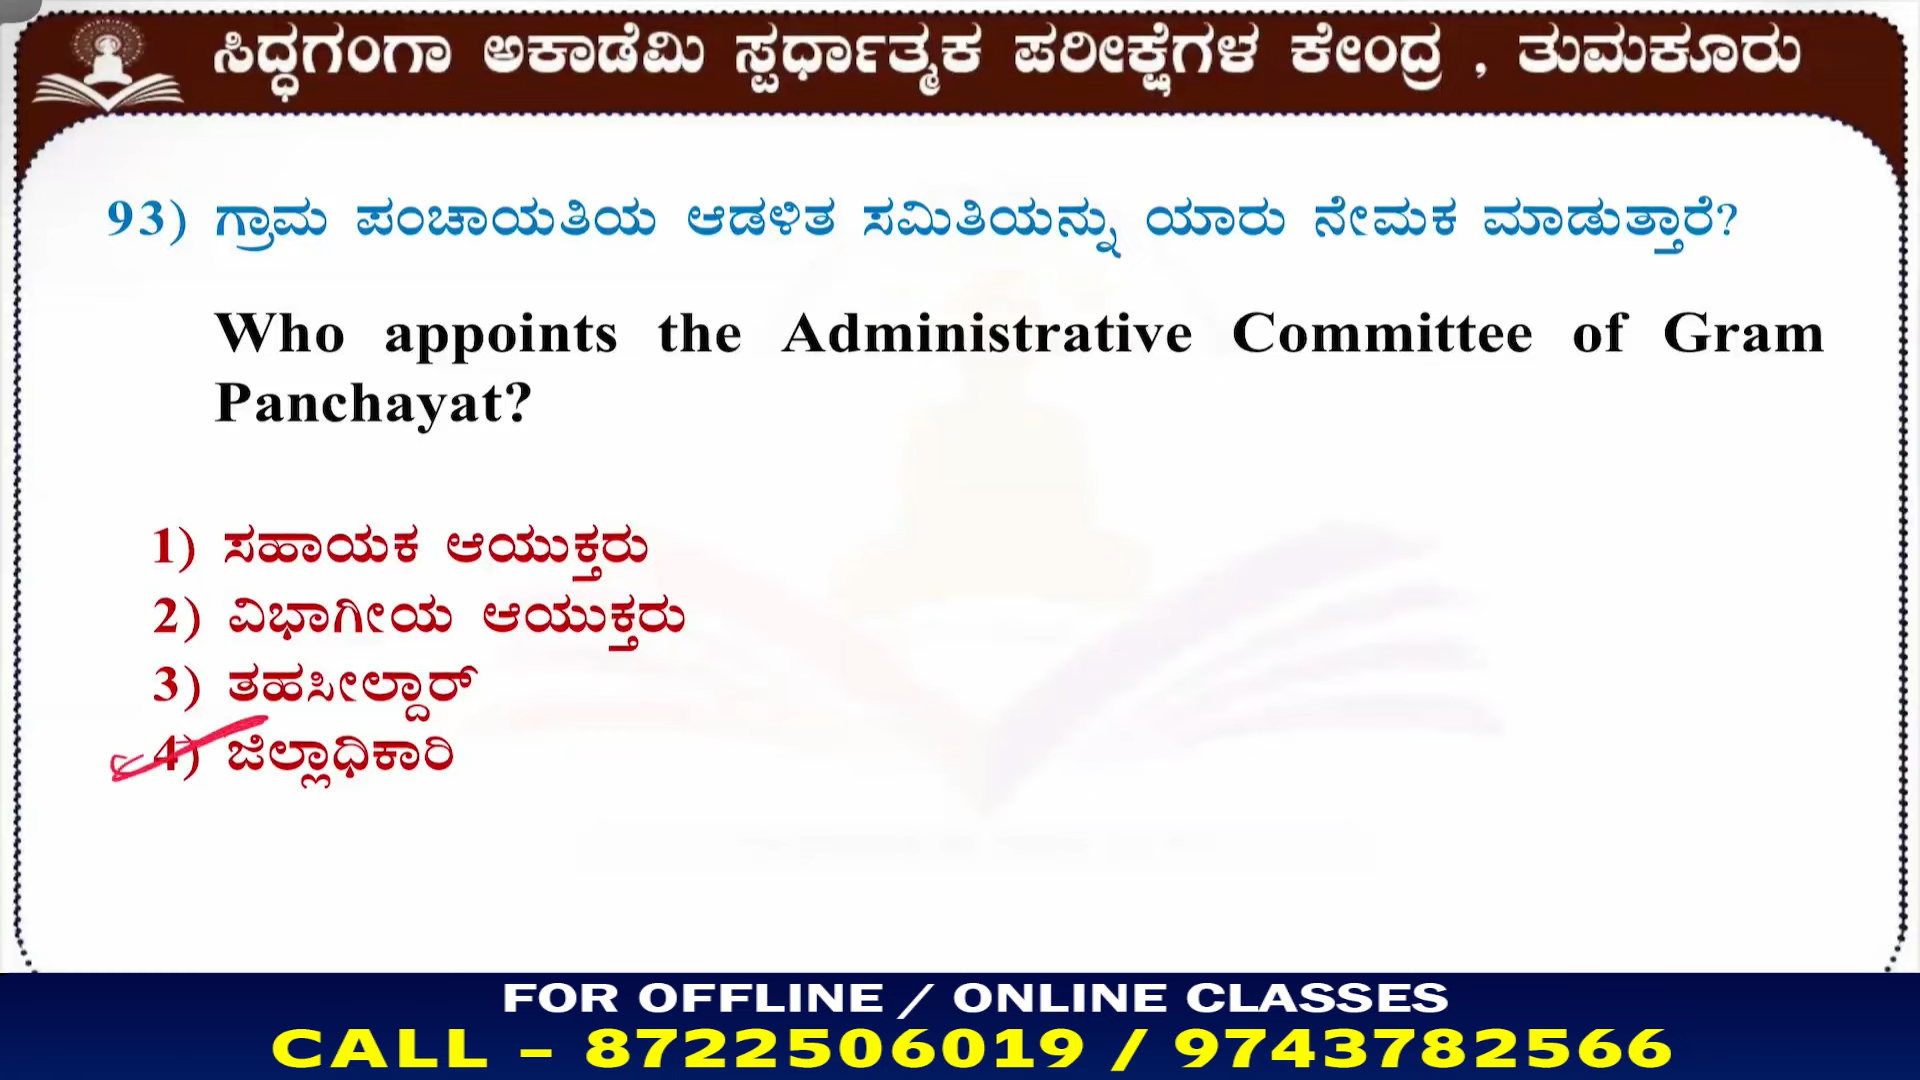 ಸಿದ್ಧಗಂಗಾ ಅಕಾಡೆಮಿ ಸ್ಪರ್ಧಾತ್ಮಕ ಪರೀಕ್ಷೆಗಳ ಕೇಂದ್ರ , ತುಮಕೂರು
93) ಗ್ರಾಮ ಪಂಚಾಯತಿಯ ಆಡಳಿತ ಸಮಿತಿಯನ್ನು ಯಾರು ನೇಮಕ ಮಾಡುತ್ತಾರೆ?
Who appoints the Administrative Committee of Gram
Panchayat?
1) ಸಹಾಯಕ ಆಯುಕ್ತರು
2) ವಿಭಾಗೀಯ ಆಯುಕ್ತರು
3) ತಹಸೀಲ್ದಾರ್
4) ಜಿಲ್ಲಾಧಿಕಾರಿ
FOR OFFLINE / ONLINE CLASSES
CALL – 8722506019 / 9743782566